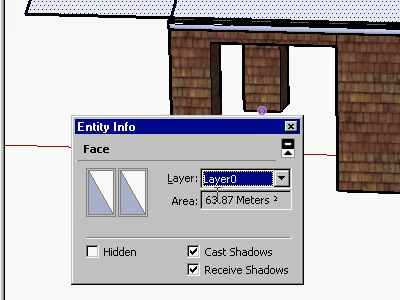 Entity Info
Face
Layer: Layer0
Area: 63.87 Meters ²
Hidden
Cast Shadows
Receive Shadows